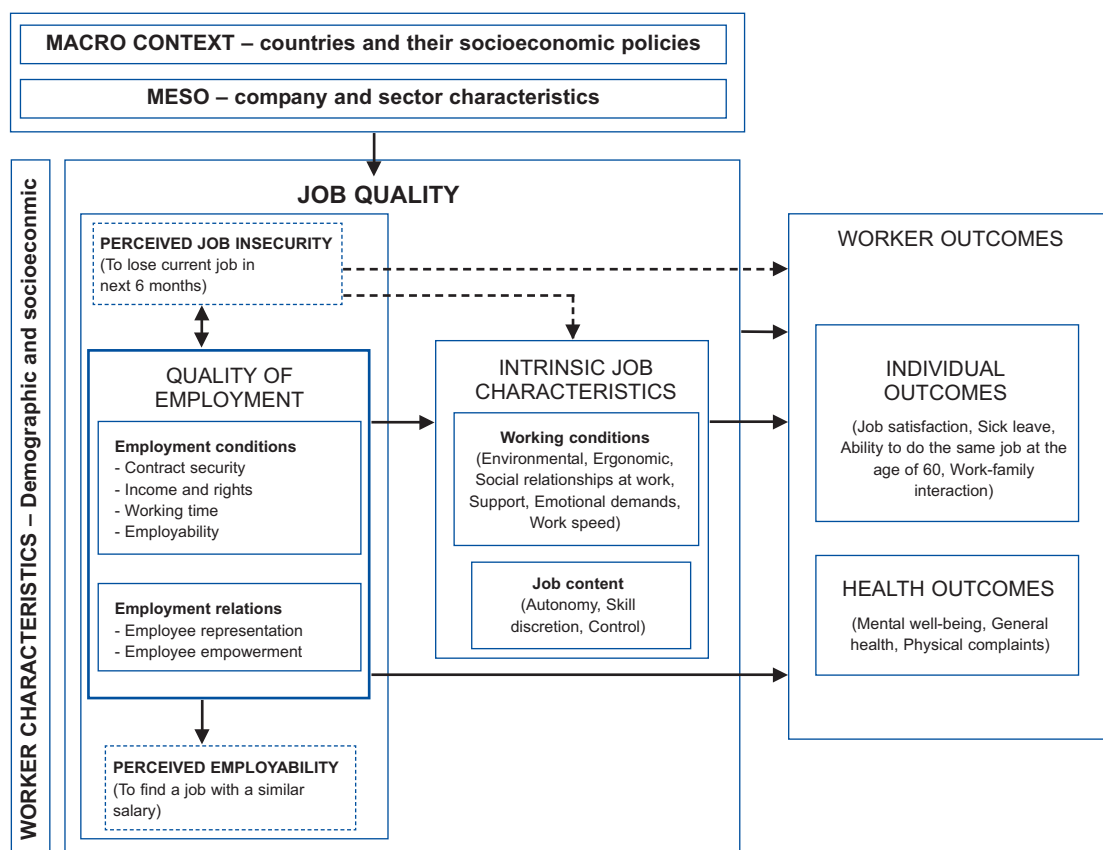 MACRO CONTEXT – countries and their socioeconomic policies
MESO – company and sector characteristics
WORKER CHARACTERISTICS – Demographic and socioeconmic
JOB QUALITY
PERCEIVED JOB INSECURITY
(To lose current job in
next 6 months)
QUALITY OF
EMPLOYMENT
Employment conditions
- Contract security
- Income and rights
- Working time
- Employability
Employment relations
- Employee representation
- Employee empowerment
PERCEIVED EMPLOYABILITY
(To find a job with a similar
salary)
INTRINSIC JOB
CHARACTERISTICS
Working conditions
(Environmental, Ergonomic,
Social relationships at work,
Support, Emotional demands,
Work speed)
Job content
(Autonomy, Skill
discretion, Control)
WORKER OUTCOMES
INDIVIDUAL
OUTCOMES
(Job satisfaction, Sick leave,
Ability to do the same job at the
age of 60, Work-family
interaction)
HEALTH OUTCOMES
(Mental well-being, General
health, Physical complaints)